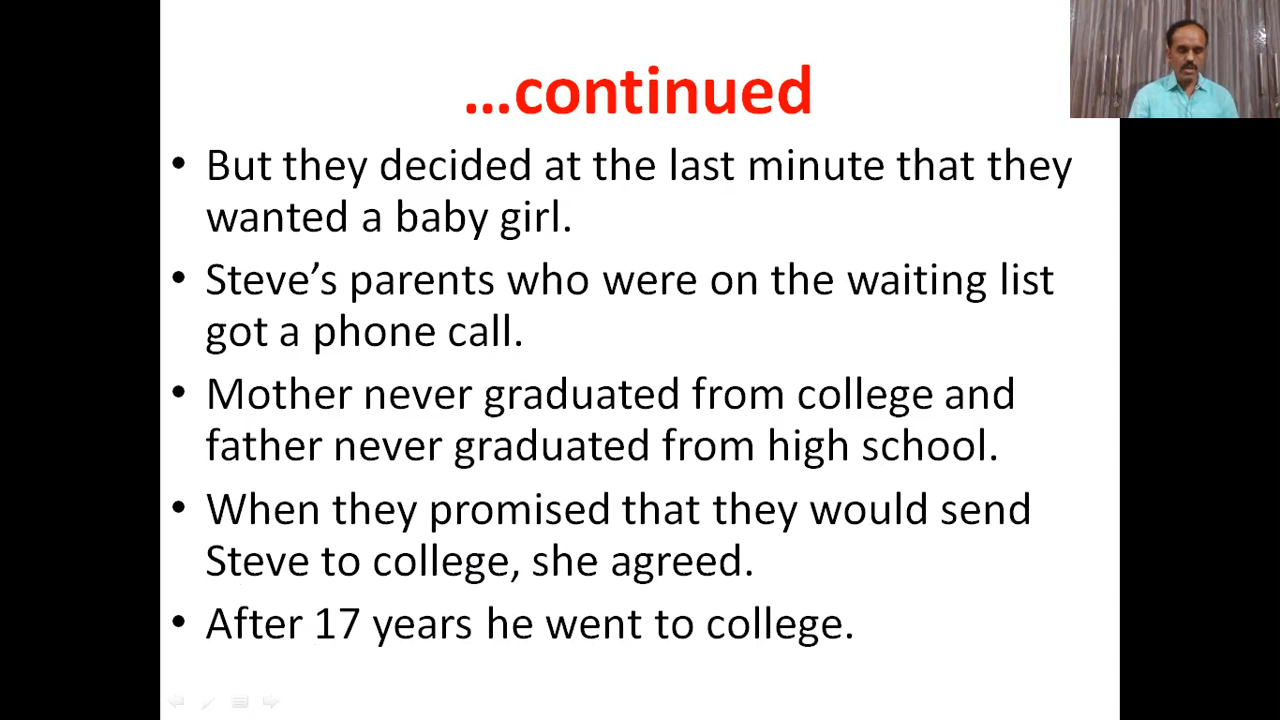 ...continued
• But they decided at the last minute that they
wanted a baby girl.
• Steve’s parents who were on the waiting list
got a phone call.
• Mother never graduated from college and
father never graduated from high school.
• When they promised that they would send
Steve to college, she agreed.
• After 17 years he went to college.